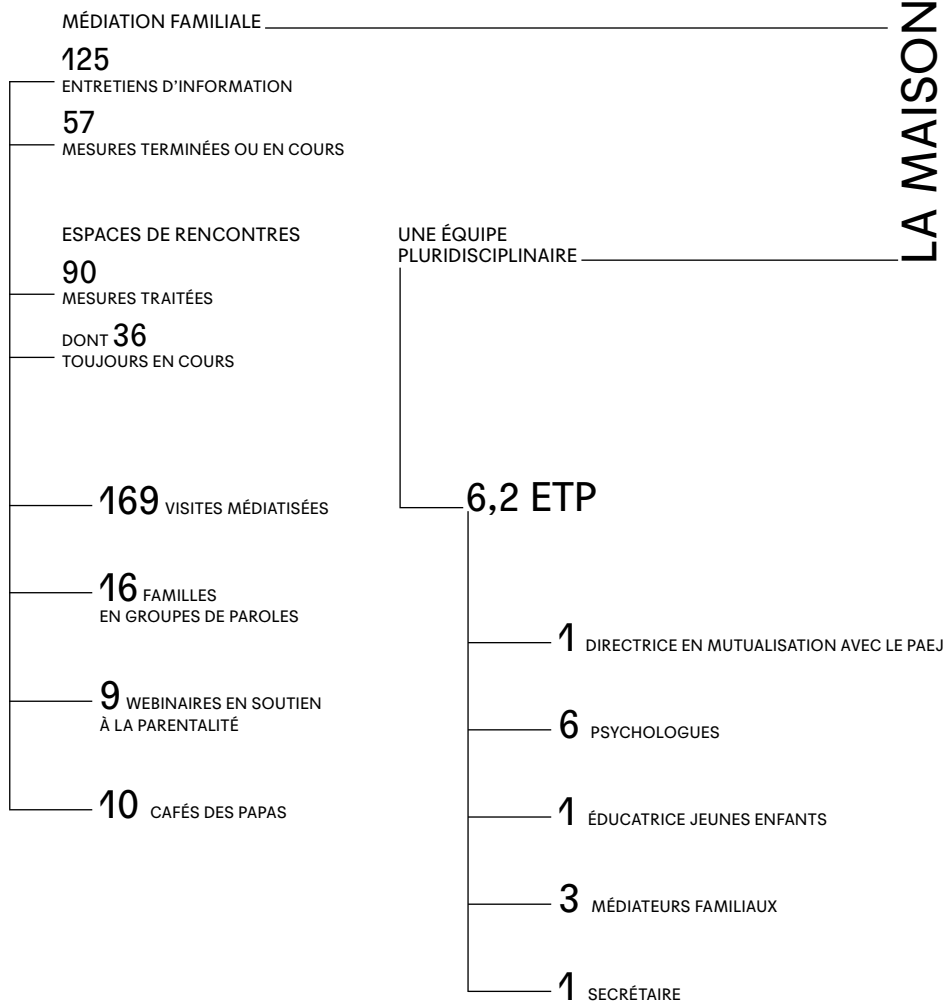 MÉDIATION FAMILIALE
125
ENTRETIENS D'INFORMATION
57
MESURES TERMINÉES OU EN COURS
ESPACES DE RENCONTRES
90
MESURES TRAITÉES
DONT 36
TOUJOURS EN COURS
169 VISITES MÉDIATISÉES
16 FAMILLES
EN GROUPES DE PAROLES
9 WEBINAIRES EN SOUTIEN
À LA PARENTALITÉ
10 CAFÉS DES PAPAS
LA MAISON
UNE ÉQUIPE
PLURIDISCIPLINAIRE
6,2 ETP
1 DIRECTRICE EN MUTUALISATION AVEC LE PAEJ
6 PSYCHOLOGUES
1 ÉDUCATRICE JEUNES ENFANTS
3 MÉDIATEURS FAMILIAUX
1 SECRÉTAIRE